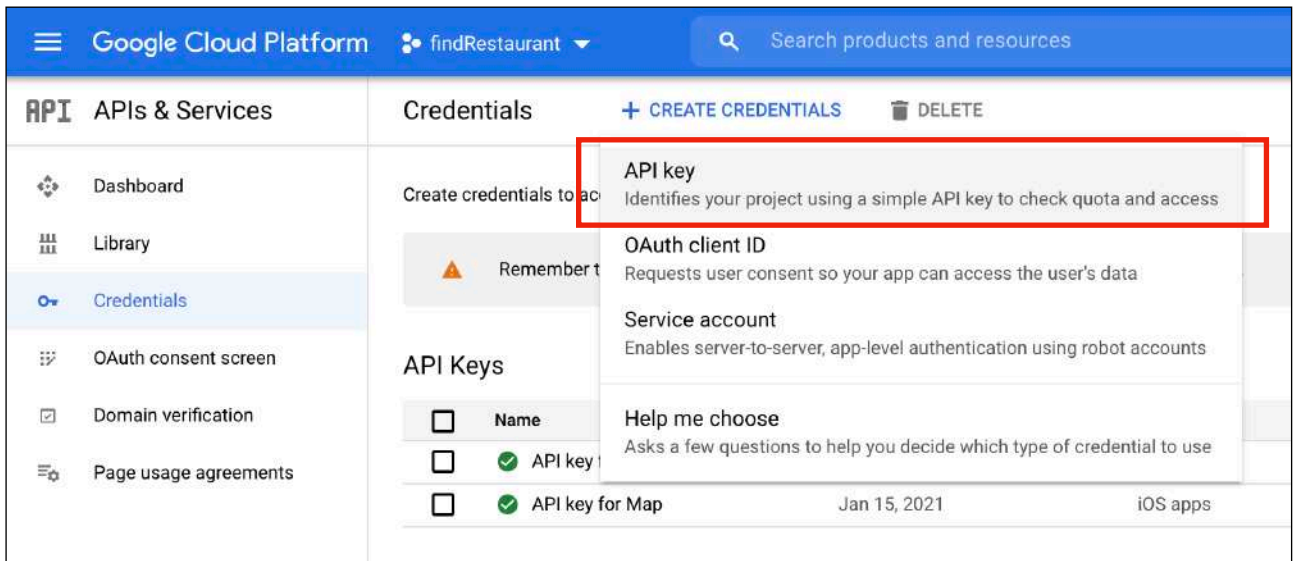 Google Cloud Platform findRestaurant Search products and resources
API APIs & Services
Credentials + CREATE CREDENTIALS DELETE
Dashboard
Library
Credentials
OAuth consent screen
Domain verification
Page usage agreements
Create credentials to ac
Remember t
API key
Identifies your project using a simple API key to check quota and access
OAuth client ID
Requests user consent so your app can access the user's data
Service account
Enables server-to-server, app-level authentication using robot accounts
Help me choose
Asks a few questions to help you decide which type of credential to use
API Keys
Name
API key
API key for Map Jan 15, 2021 iOS apps